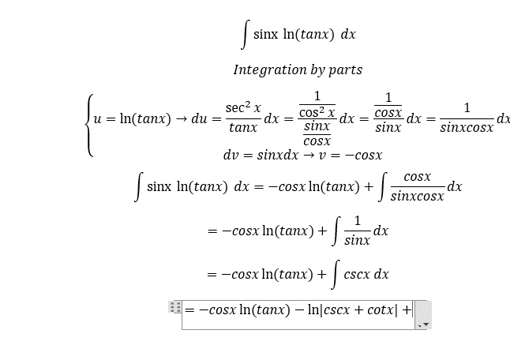 ∫ sinx ln(tanx) dx
Integration by parts
{ u = ln(tanx) → du = sec² x / tanx dx = (1 / cos² x) / (sinx / cosx) dx = (1 / cosx) / sinx dx = 1 / sinxcosx dx
dv = sinxdx → v = −cosx
∫ sinx ln(tanx) dx = −cosx ln(tanx) + ∫ cosx / sinxcosx dx
= −cosx ln(tanx) + ∫ 1 / sinx dx
= −cosx ln(tanx) + ∫ cscx dx
= −cosx ln(tanx) − ln|cscx + cotx| +